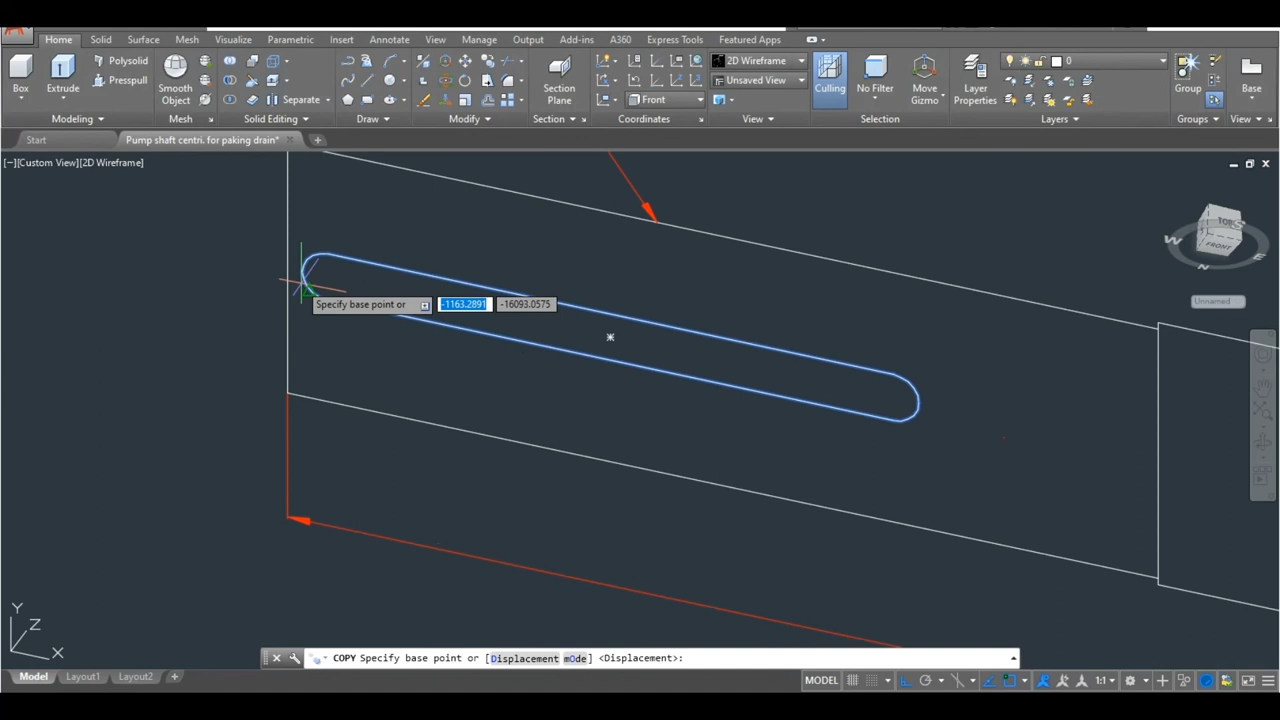 Home Solid Surface Mesh Visualize Parametric Insert Annotate View Manage Output Add-ins A360 Express Tools Featured Apps
Box Extrude Polysolid Presspull Smooth Object Separate Section Plane Front 2D Wireframe Unsaved View Culling No Filter Move Gizmo Layer Properties 0 Group Base
Modeling Mesh Solid Editing Draw Modify Section Coordinates View Selection Layers Groups View
Start Pump shaft centri. for paking drain*
[−][Custom View][2D Wireframe]
TOP FRONT W S E N
Unnamed
Specify base point or -1163.2891 -16093.0575
Y Z X
COPY Specify base point or [Displacement mOde] <Displacement>:
Model Layout1 Layout2 + MODEL 1:1